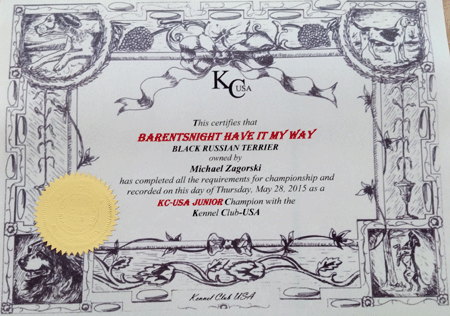 KC USA
This certifies that
BARENTSNIGHT HAVE IT MY WAY
BLACK RUSSIAN TERRIER
owned by
Michael Zagorski
has completed all the requirements for championship and
recorded on this day of Thursday, May 28, 2015 as a
KC-USA JUNIOR Champion with the
Kennel Club-USA
Kennel Club USA